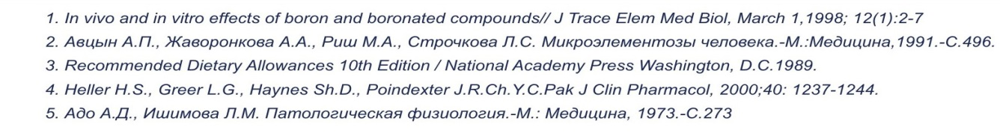 1. In vivo and in vitro effects of boron and boronated compounds// J Trace Elem Med Biol, March 1,1998; 12(1):2-7
2. Авцын А.П., Жаворонкова А.А., Риш М.А., Строчкова Л.С. Микроэлементозы человека.-М.:Медицина,1991.-С.496.
3. Recommended Dietary Allowances 10th Edition / National Academy Press Washington, D.C.1989.
4. Heller H.S., Greer L.G., Haynes Sh.D., Poindexter J.R.Ch.Y.C.Pak J Clin Pharmacol, 2000;40: 1237-1244.
5. Адо А.Д., Ишимова Л.М. Патологическая физиология.-М.: Медицина, 1973.-С.273